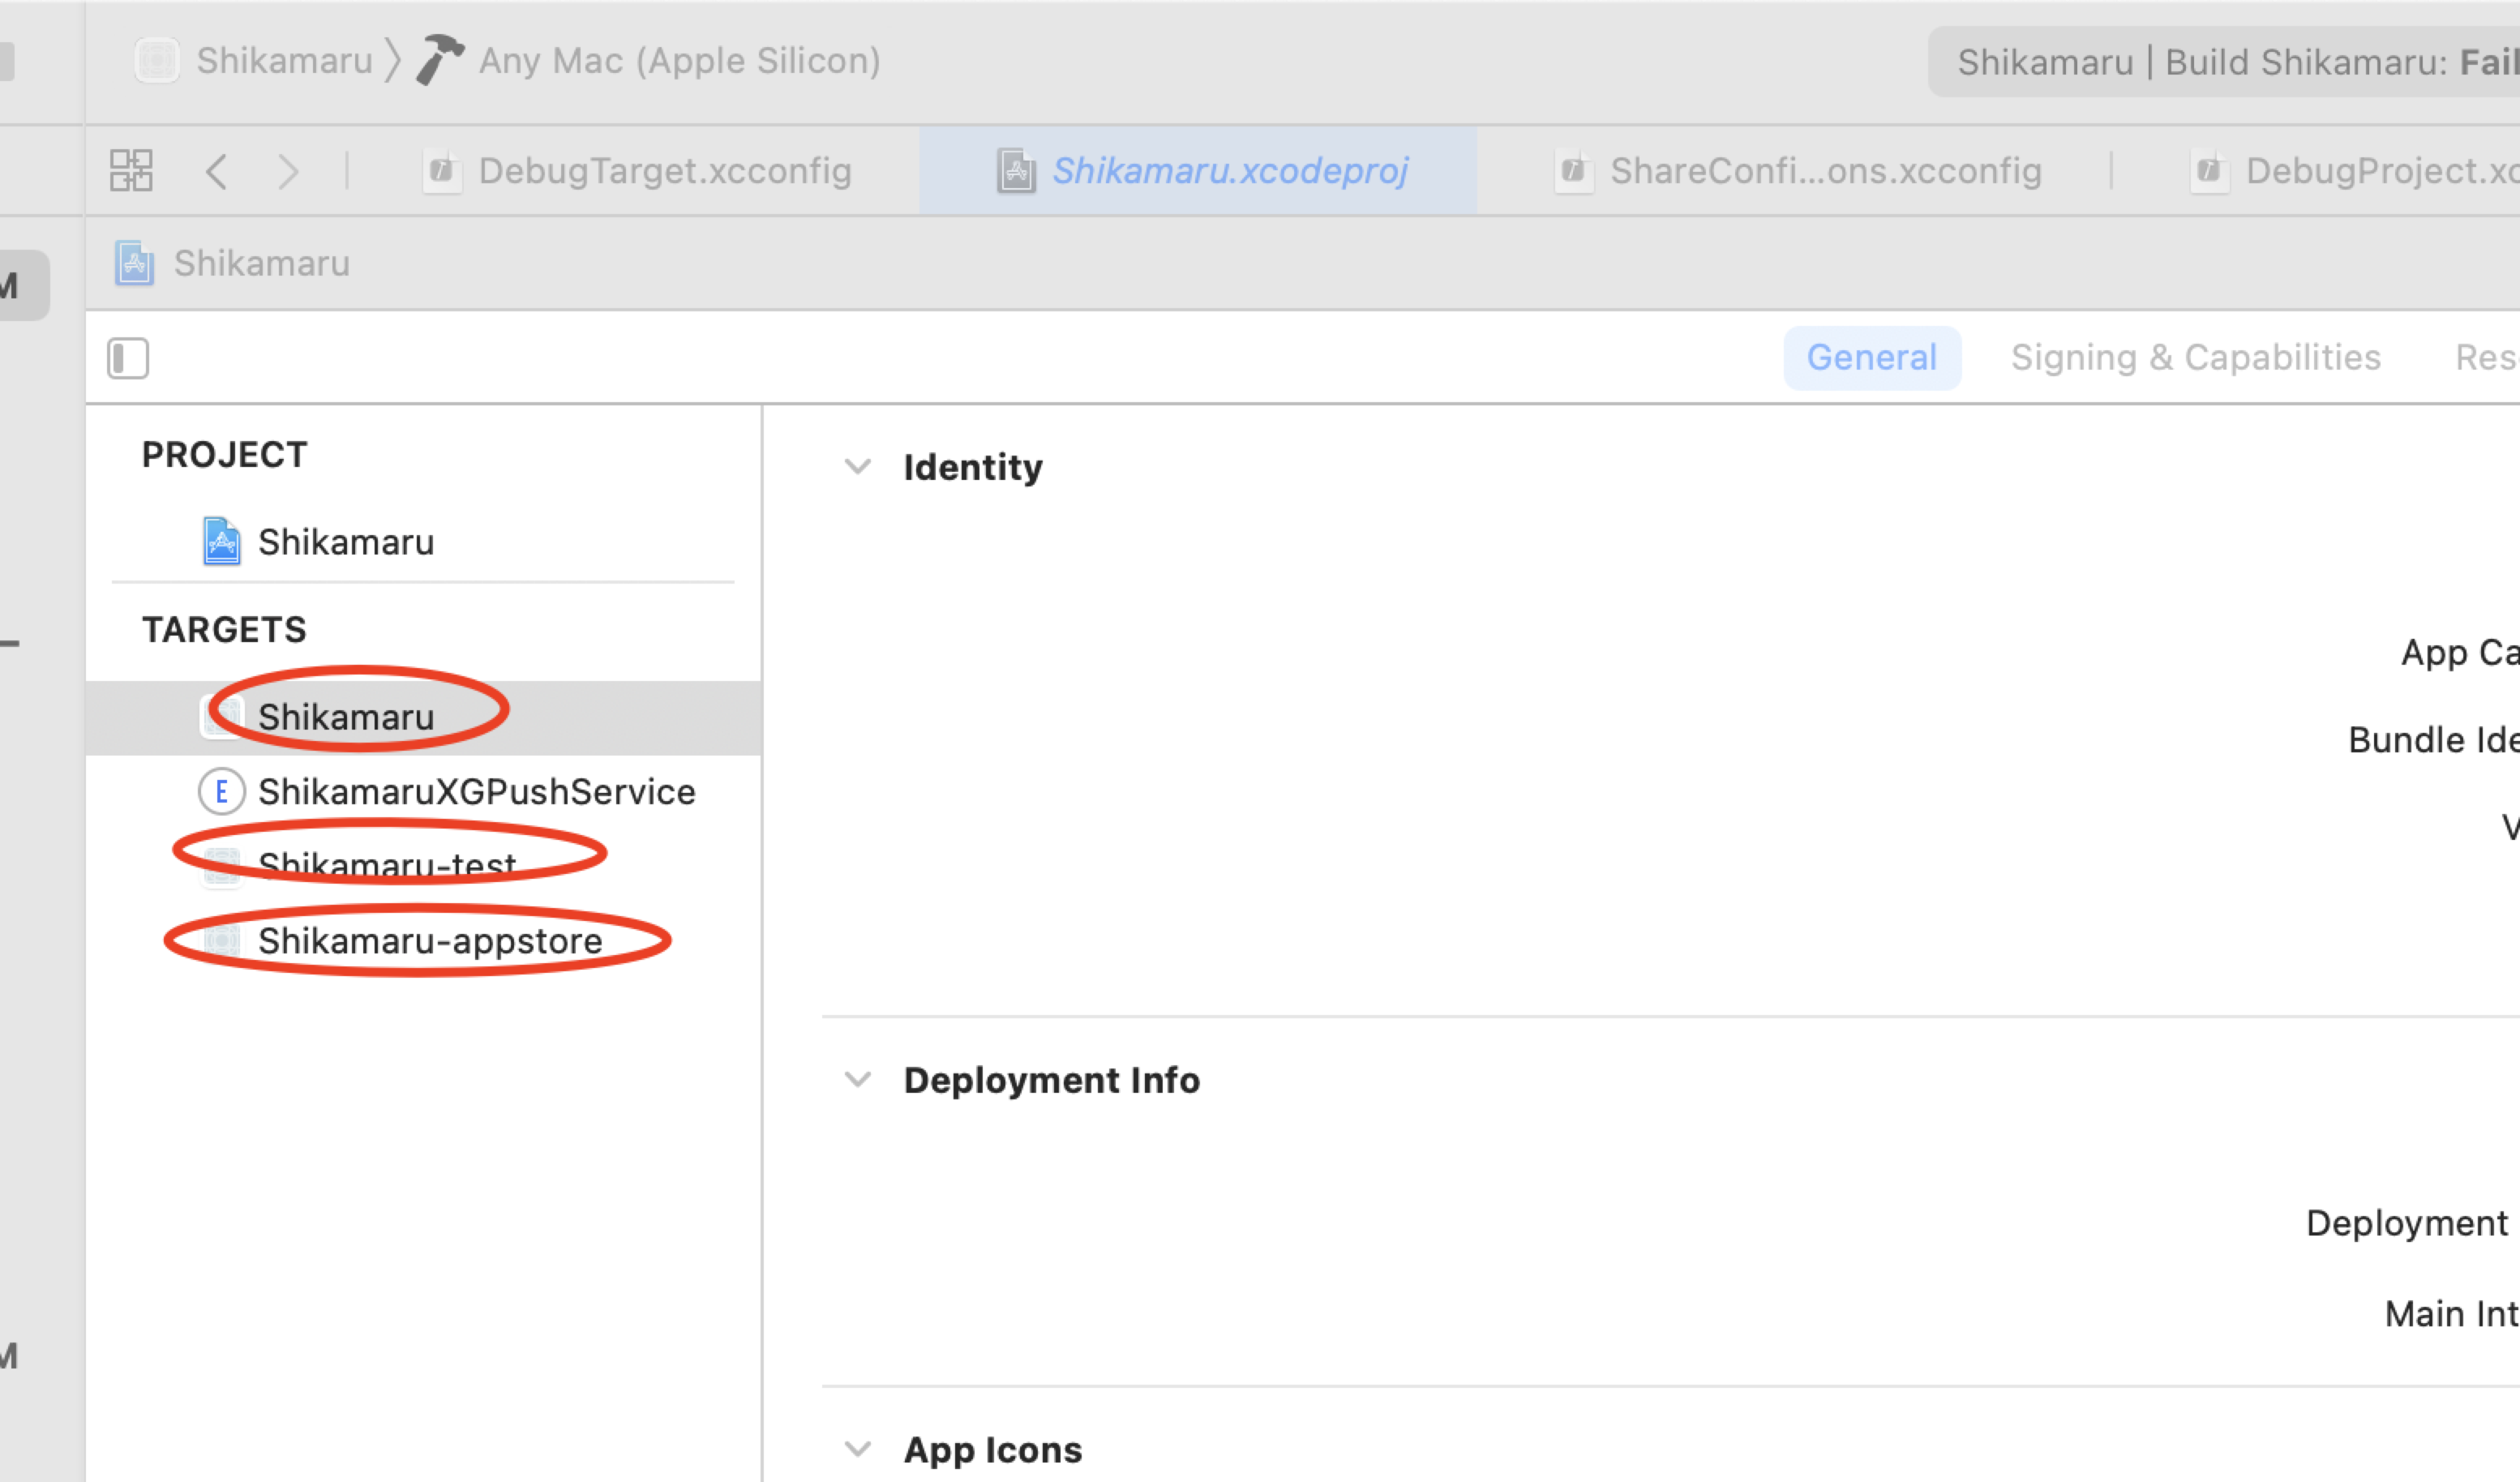 Shikamaru 〉 Any Mac (Apple Silicon)
Shikamaru | Build Shikamaru: Fail
DebugTarget.xcconfig
Shikamaru.xcodeproj
ShareConfi...ons.xcconfig
DebugProject.xc
Shikamaru
M
General
Signing & Capabilities
Res
PROJECT
Shikamaru
TARGETS
Shikamaru
E ShikamaruXGPushService
Shikamaru-test
Shikamaru-appstore
M
Identity
App Ca
Bundle Ide
V
Deployment Info
Deployment
Main Int
App Icons